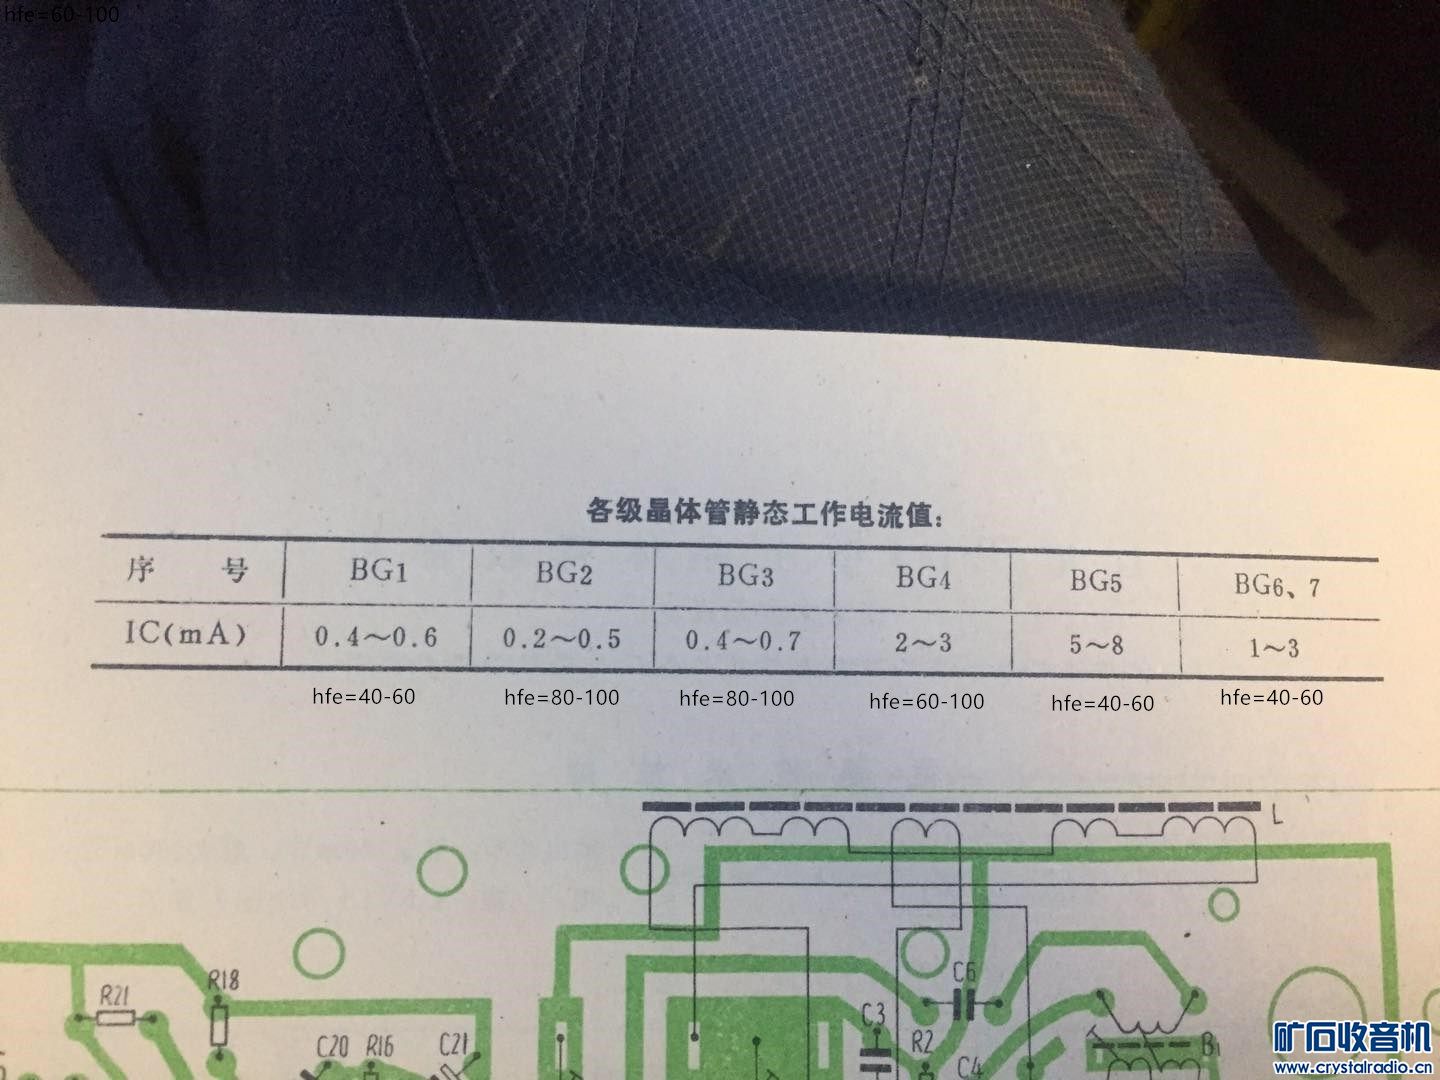 hfe=60-100
各级晶体管静态工作电流值：
序 号 BG1 BG2 BG3 BG4 BG5 BG6、7
IC(mA) 0.4～0.6 0.2～0.5 0.4～0.7 2～3 5～8 1～3
hfe=40-60 hfe=80-100 hfe=80-100 hfe=60-100 hfe=40-60 hfe=40-60
L
R21 R18 C6
C20 R16 C21 C3 R2 C4 B1
矿石收音机
www.crystalradio.cn